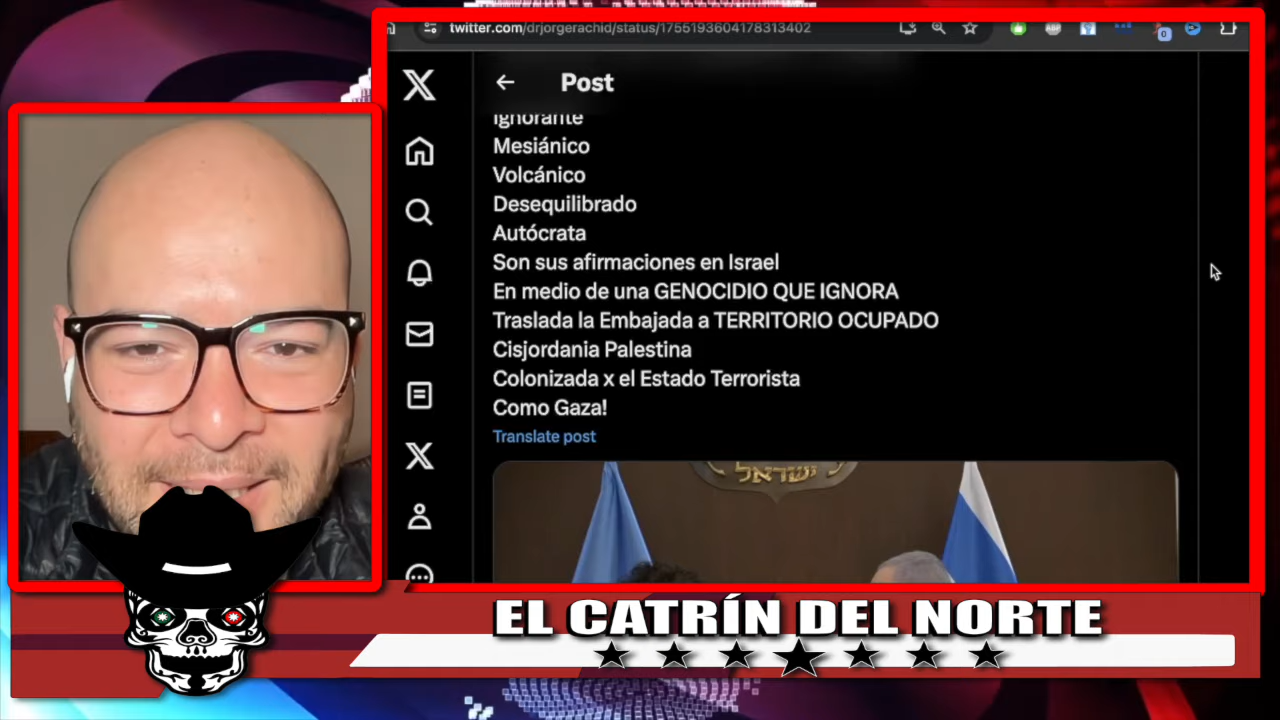 twitter.com/drjorgerachid/status/1755193604178313402
0
Post
Ignorante
Mesiánico
Volcánico
Desequilibrado
Autócrata
Son sus afirmaciones en Israel
En medio de una GENOCIDIO QUE IGNORA
Traslada la Embajada a TERRITORIO OCUPADO
Cisjordania Palestina
Colonizada x el Estado Terrorista
Como Gaza!
Translate post
ישראל
EL CATRÍN DEL NORTE